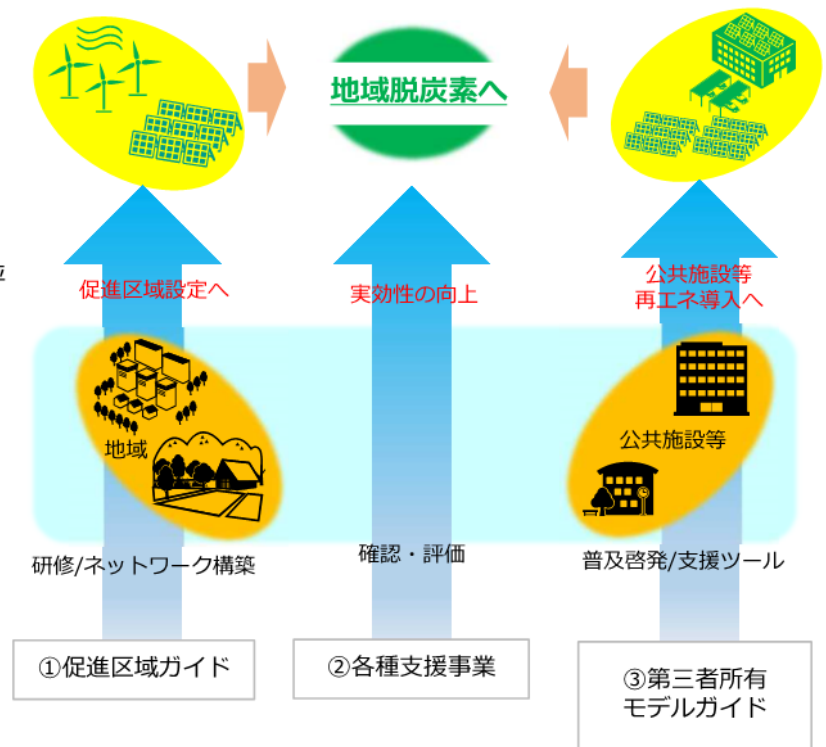 地域脱炭素へ
促進区域設定へ
実効性の向上
公共施設等
再エネ導入へ
地域
公共施設等
研修/ネットワーク構築
確認・評価
普及啓発/支援ツール
①促進区域ガイド
②各種支援事業
③第三者所有
モデルガイド